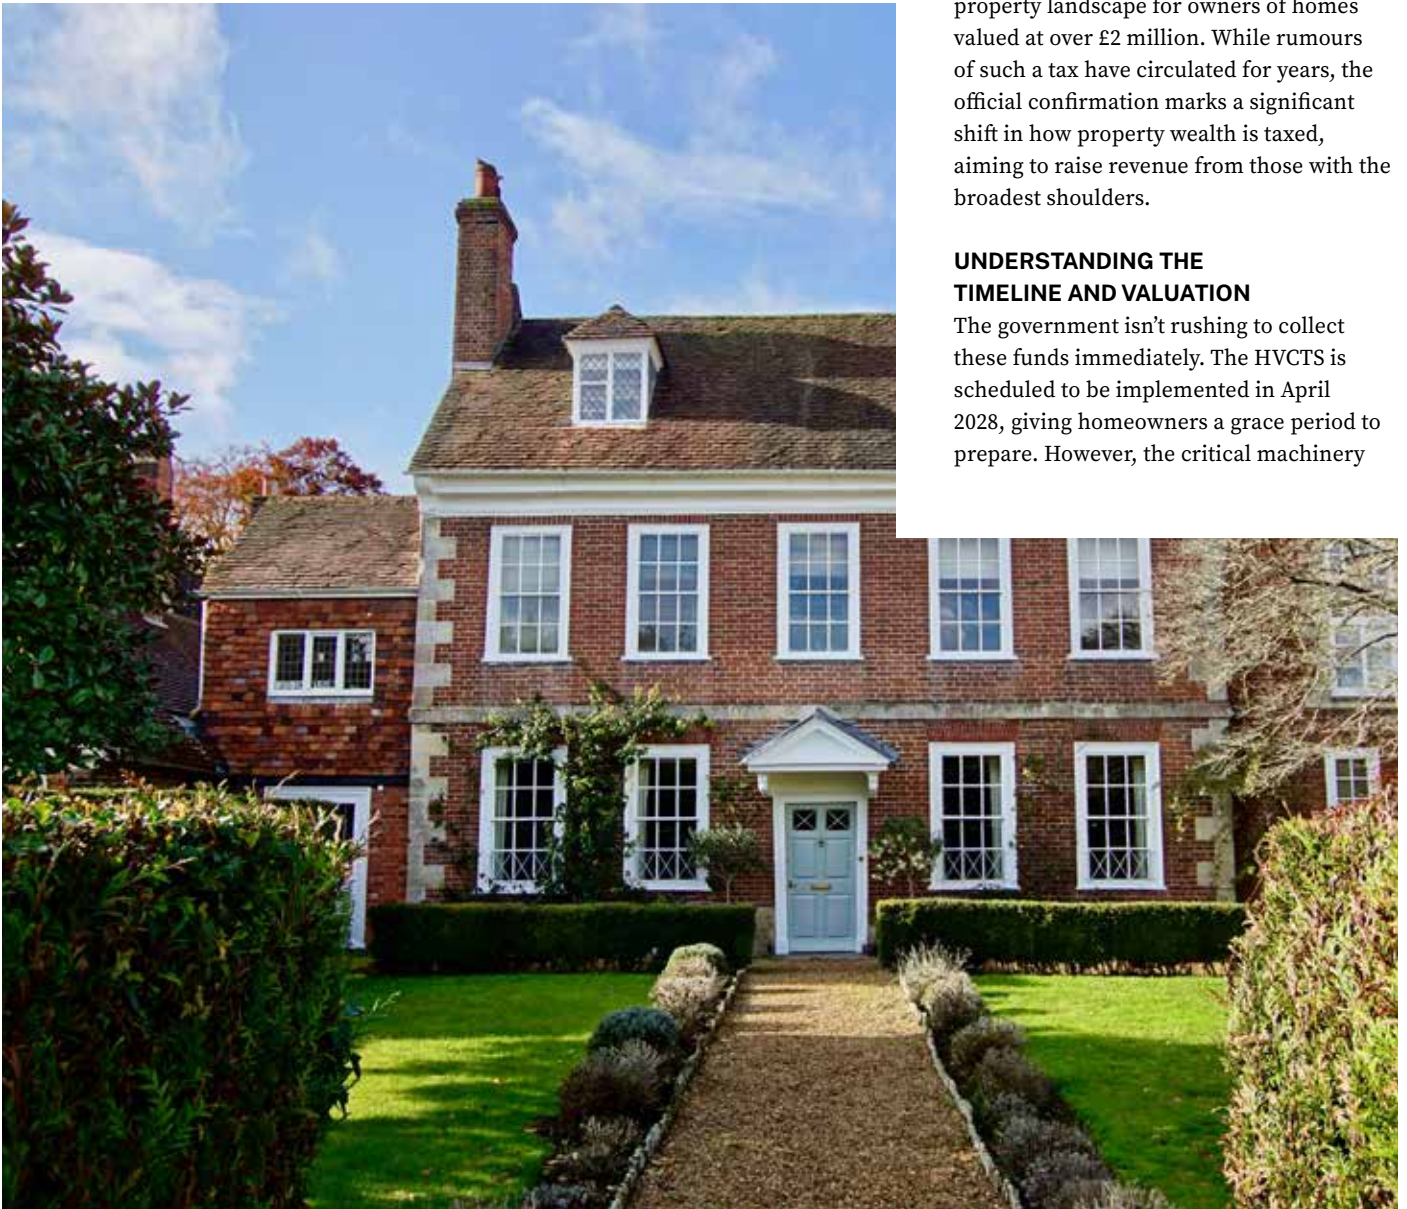 property landscape for owners of homes
valued at over £2 million. While rumours
of such a tax have circulated for years, the
official confirmation marks a significant
shift in how property wealth is taxed,
aiming to raise revenue from those with the
broadest shoulders.
UNDERSTANDING THE
TIMELINE AND VALUATION
The government isn’t rushing to collect
these funds immediately. The HVCTS is
scheduled to be implemented in April
2028, giving homeowners a grace period to
prepare. However, the critical machinery